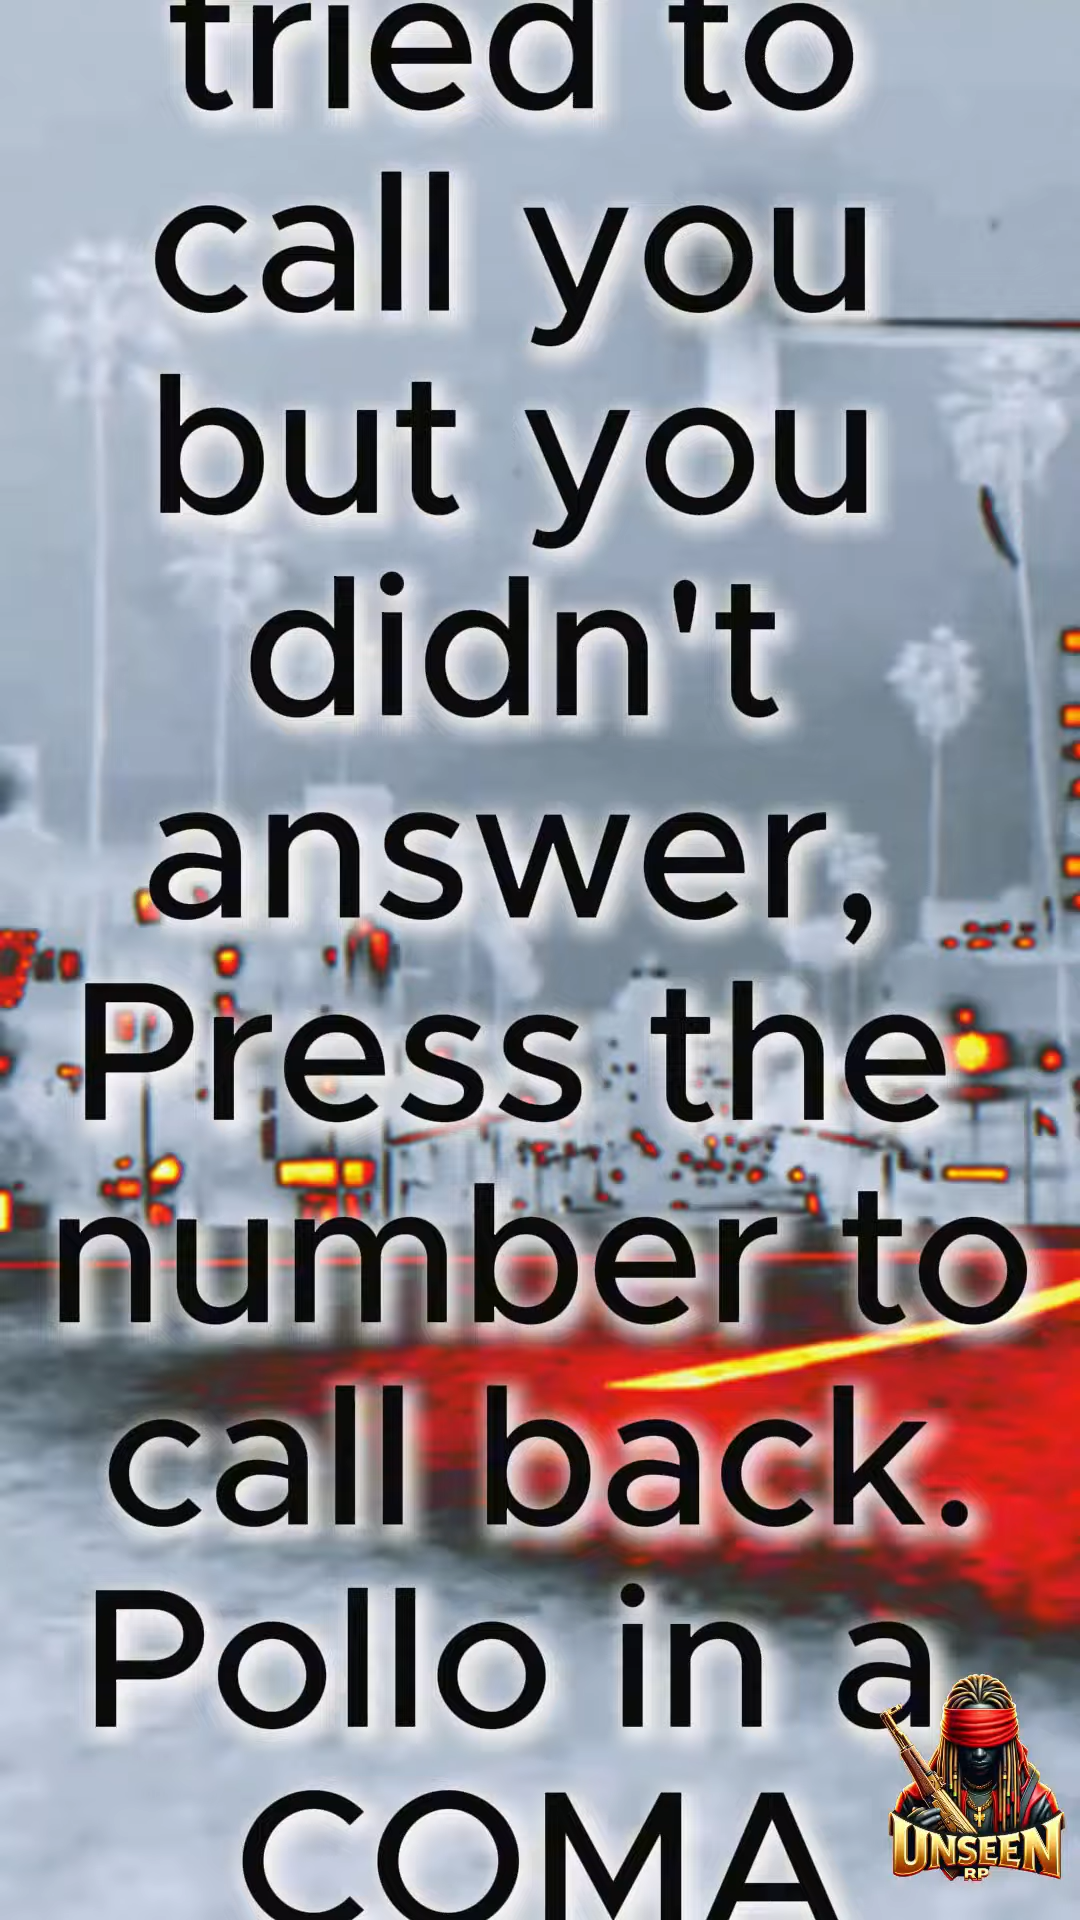 tried to
call you
but you
didn't
answer,
Press the
number to
call back.
Pollo in a
COMA
UNSEEN
RP